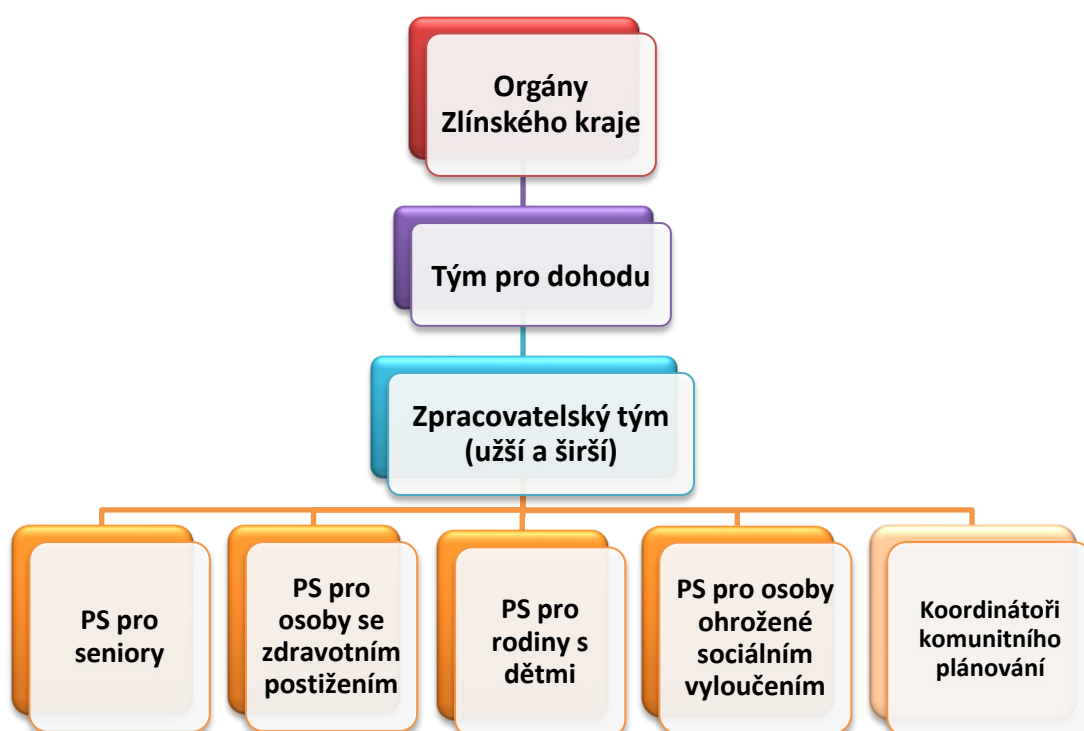 Orgány
Zlínského kraje
Tým pro dohodu
Zpracovatelský tým
(užší a širší)
PS pro
seniory
PS pro
osoby se
zdravotním
postižením
PS pro
rodiny s
dětmi
PS pro osoby
ohrožené
sociálním
vyloučením
Koordinátoři
komunitního
plánování